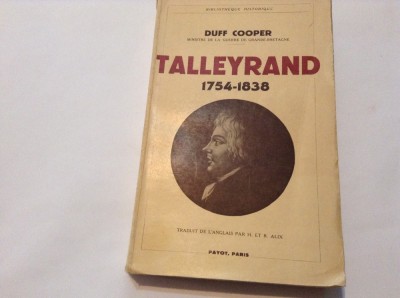 BIBLIOTHÈQUE HISTORIQUE
DUFF COOPER
MINISTRE DE LA GUERRE DE GRANDE-BRETAGNE
TALLEYRAND
1754-1838
TRADUIT DE L'ANGLAIS PAR H. ET R. ALIX
PAYOT, PARIS